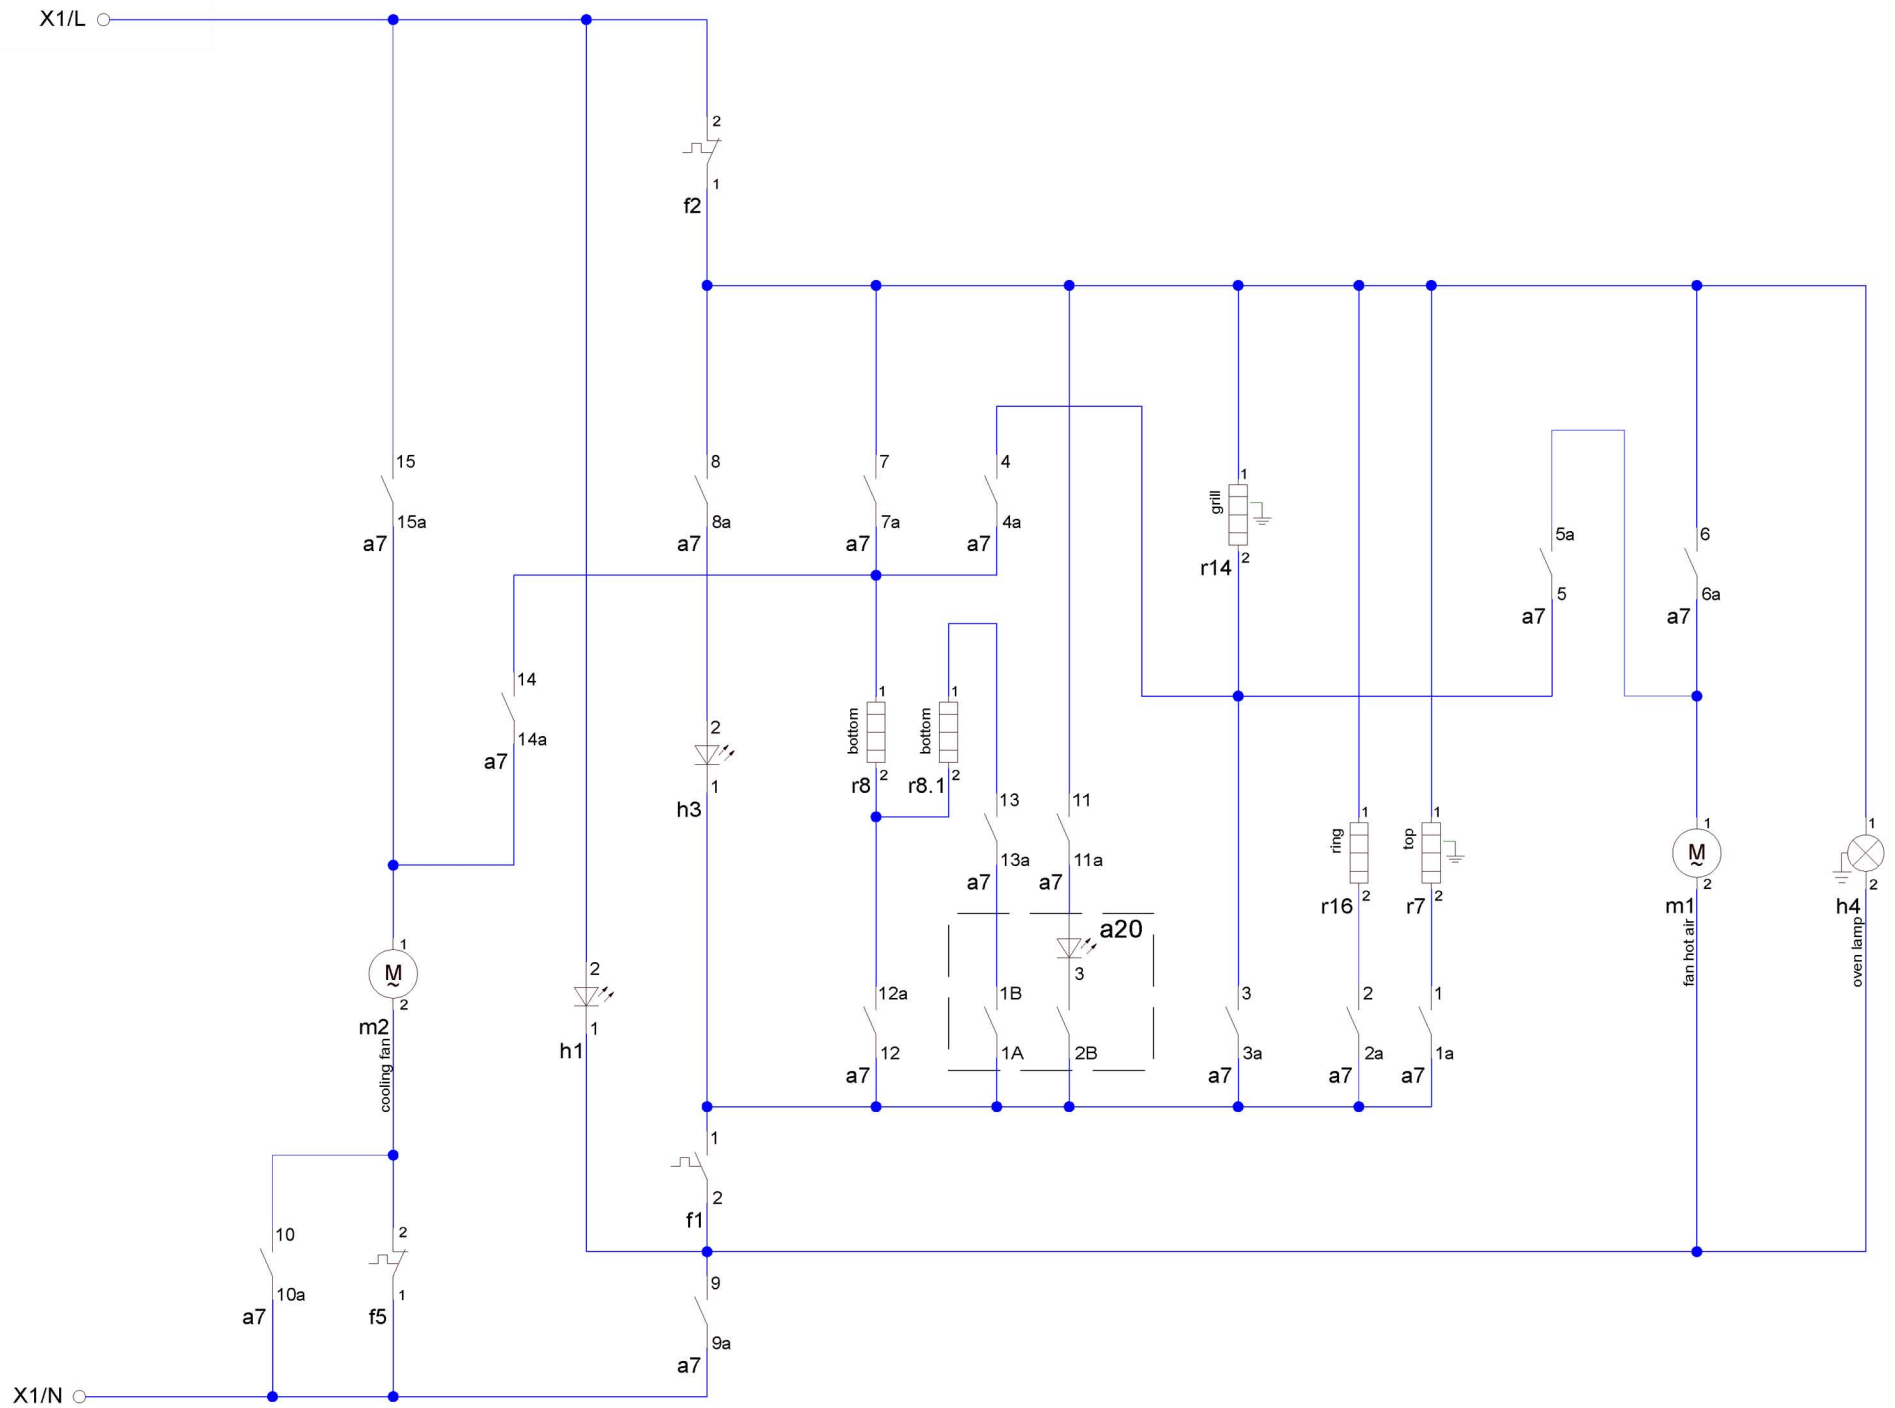 X1/L
2
1
f2
15
15a
a7
8
8a
a7
7
7a
a7
4
4a
a7
1
grill
2
r14
5a
5
a7
6
6a
a7
14
14a
a7
2
1
h3
1
bottom
2
r8
1
bottom
2
r8.1
13
13a
a7
11
11a
a7
1
ring
2
r16
1
top
2
r7
1
M
~
2
m1
fan hot air
1
2
h4
oven lamp
a20
3
1
M
~
2
m2
cooling fan
2
1
h1
12a
12
a7
1B
1A
2B
3
3a
a7
2
2a
a7
1
1a
a7
1
2
f1
10
10a
a7
2
1
f5
9
9a
a7
X1/N